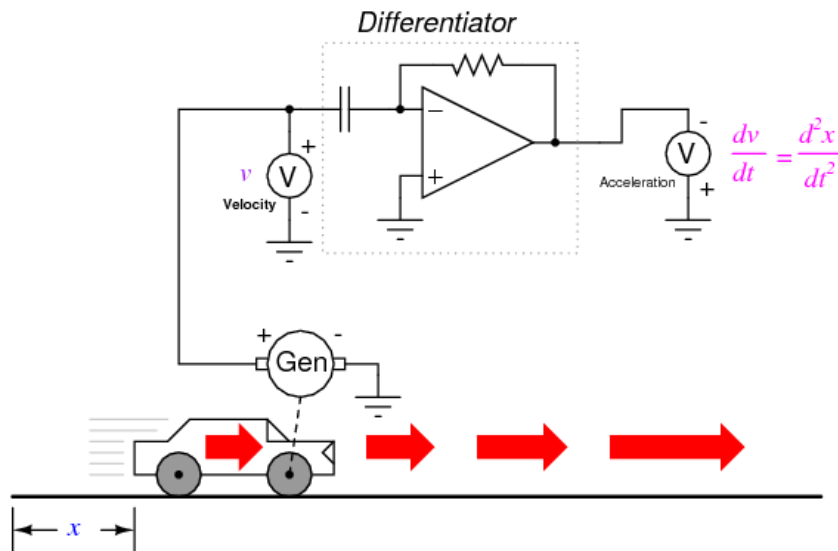 Differentiator
v
Velocity
+
V
-
−
+
Acceleration
-
V
+
dv/dt = d²x/dt²
+
Gen
-
x